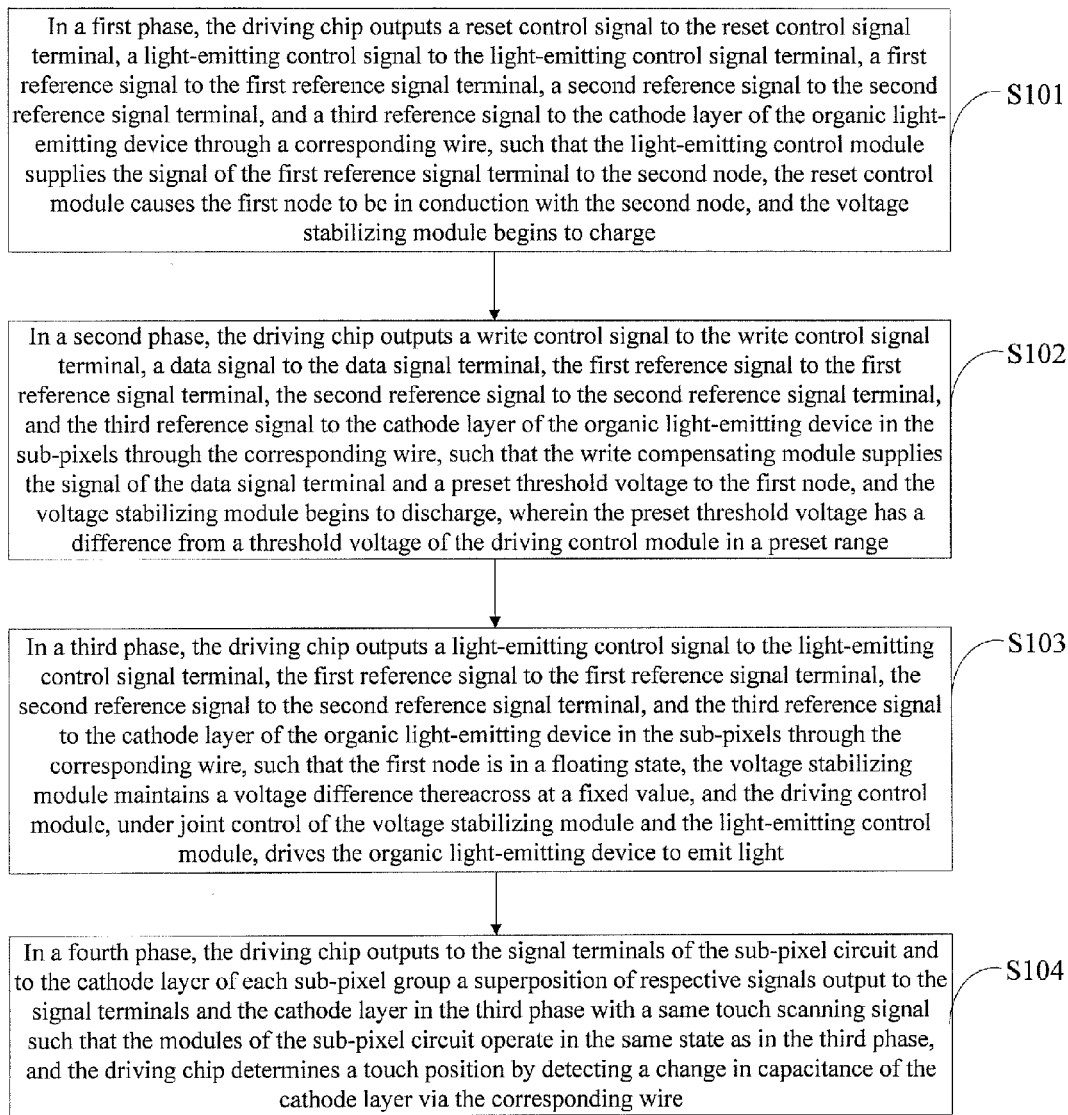 In a first phase, the driving chip outputs a reset control signal to the reset control signal
terminal, a light-emitting control signal to the light-emitting control signal terminal, a first
reference signal to the first reference signal terminal, a second reference signal to the second
reference signal terminal, and a third reference signal to the cathode layer of the organic light-
emitting device through a corresponding wire, such that the light-emitting control module
supplies the signal of the first reference signal terminal to the second node, the reset control
module causes the first node to be in conduction with the second node, and the voltage
stabilizing module begins to charge
S101
In a second phase, the driving chip outputs a write control signal to the write control signal
terminal, a data signal to the data signal terminal, the first reference signal to the first
reference signal terminal, the second reference signal to the second reference signal terminal,
and the third reference signal to the cathode layer of the organic light-emitting device in the
sub-pixels through the corresponding wire, such that the write compensating module supplies
the signal of the data signal terminal and a preset threshold voltage to the first node, and the
voltage stabilizing module begins to discharge, wherein the preset threshold voltage has a
difference from a threshold voltage of the driving control module in a preset range
S102
In a third phase, the driving chip outputs a light-emitting control signal to the light-emitting
control signal terminal, the first reference signal to the first reference signal terminal, the
second reference signal to the second reference signal terminal, and the third reference signal
to the cathode layer of the organic light-emitting device in the sub-pixels through the
corresponding wire, such that the first node is in a floating state, the voltage stabilizing
module maintains a voltage difference thereacross at a fixed value, and the driving control
module, under joint control of the voltage stabilizing module and the light-emitting control
module, drives the organic light-emitting device to emit light
S103
In a fourth phase, the driving chip outputs to the signal terminals of the sub-pixel circuit and
to the cathode layer of each sub-pixel group a superposition of respective signals output to the
signal terminals and the cathode layer in the third phase with a same touch scanning signal
such that the modules of the sub-pixel circuit operate in the same state as in the third phase,
and the driving chip determines a touch position by detecting a change in capacitance of the
cathode layer via the corresponding wire
S104